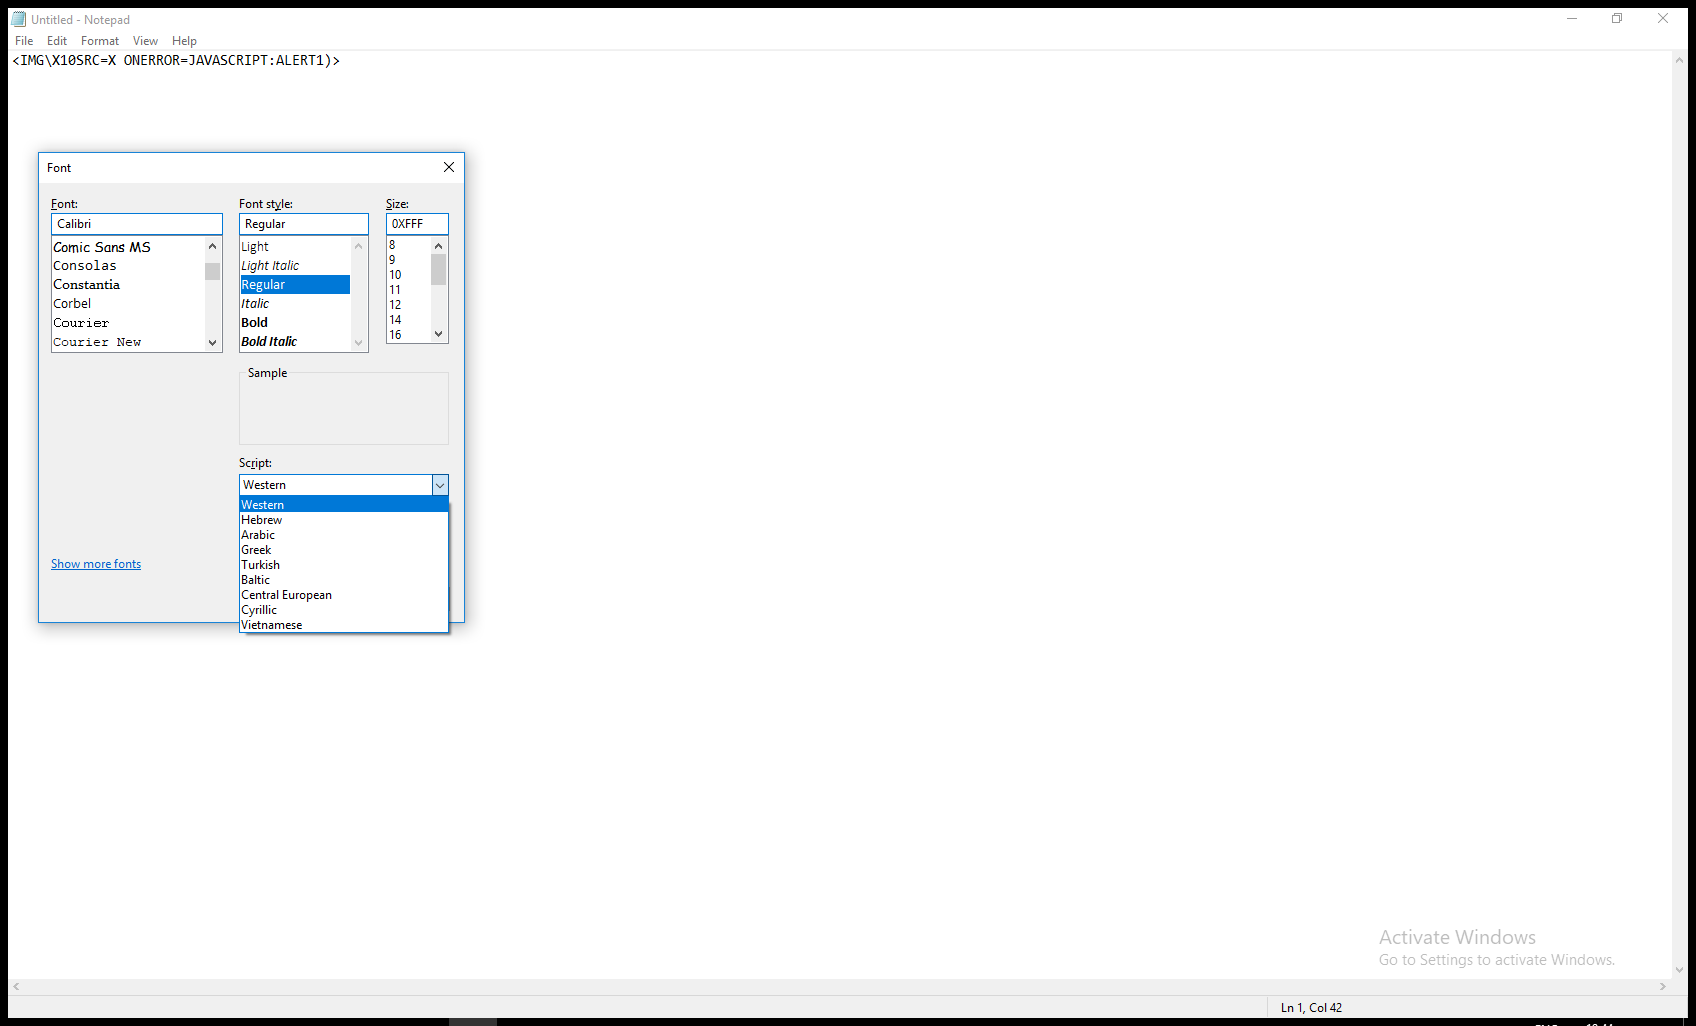 Untitled - Notepad
File Edit Format View Help
<IMG\X10SRC=X ONERROR=JAVASCRIPT:ALERT1)>
Font
Font: Font style: Size:
Calibri Regular 0XFFF
Comic Sans MS
Consolas
Constantia
Corbel
Courier
Courier New
Light
Light Italic
Regular
Italic
Bold
Bold Italic
8
9
10
11
12
14
16
Sample
Script:
Western
Western
Hebrew
Arabic
Greek
Turkish
Baltic
Central European
Cyrillic
Vietnamese
Show more fonts
Activate Windows
Go to Settings to activate Windows.
Ln 1, Col 42